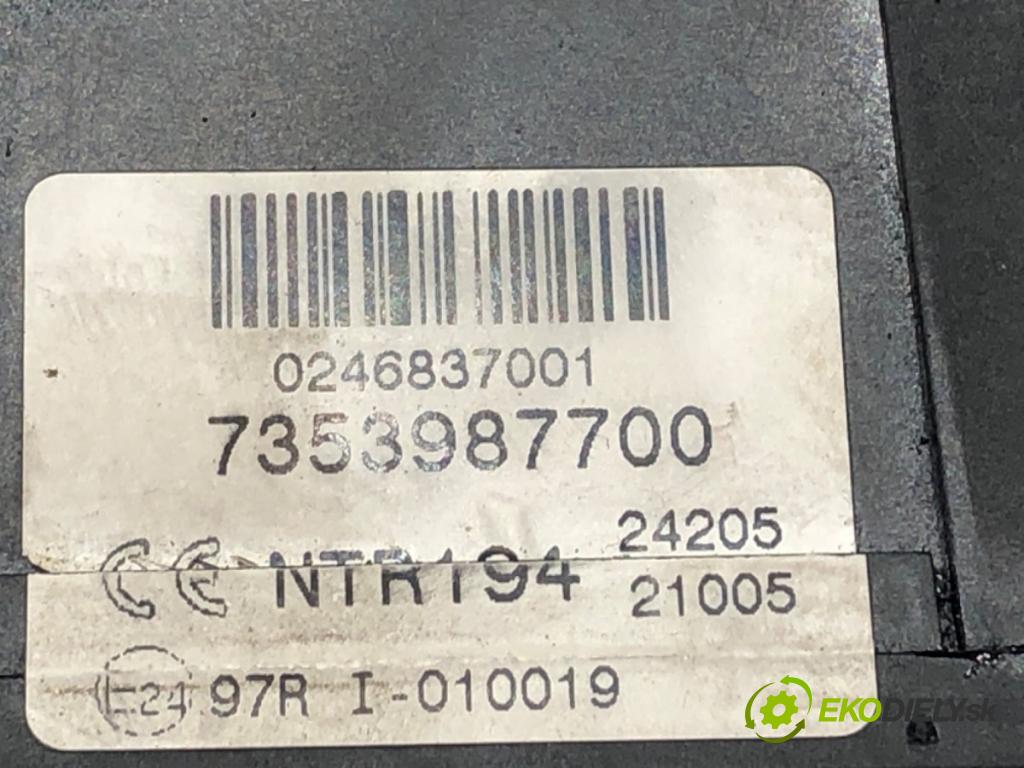 0246837001
7353987700
CE NTR194 24205
21005
E24 97R I-010019
EKODIELY.sk